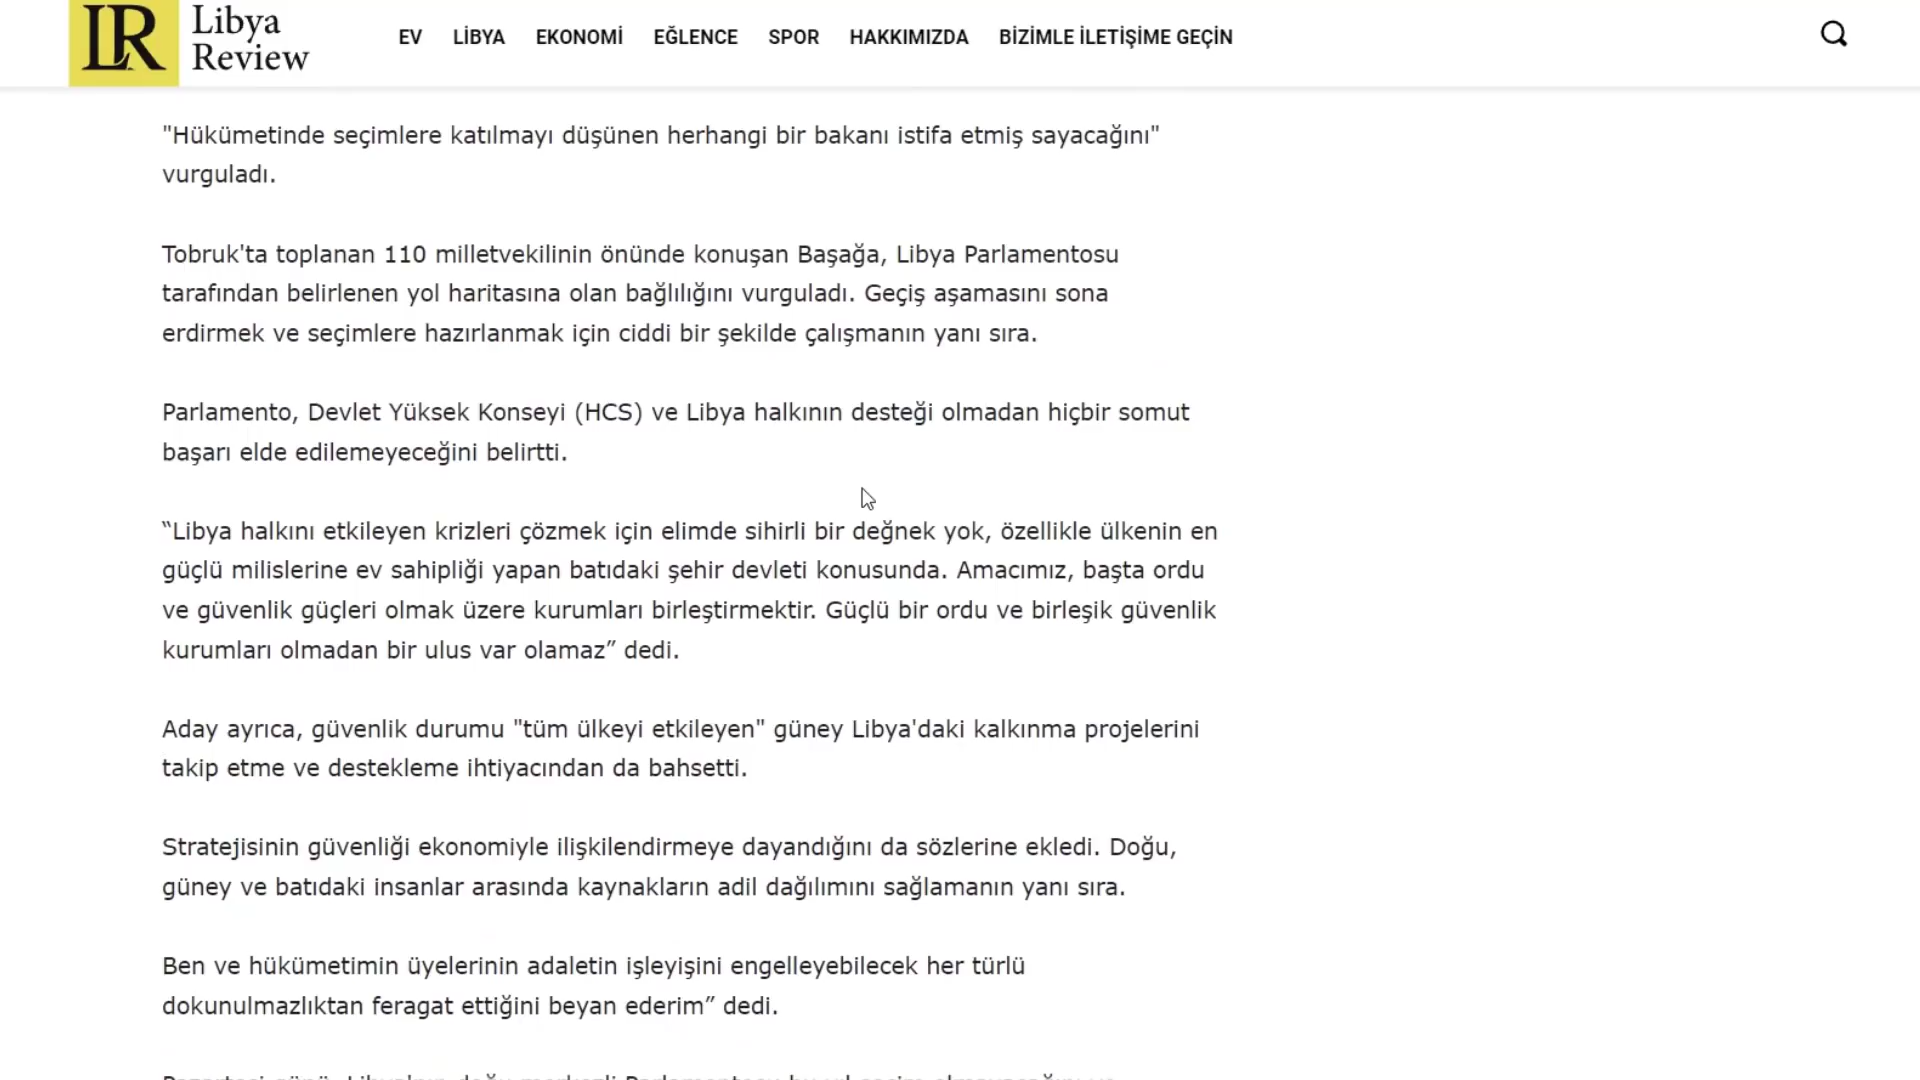 LR Libya
Review
EV LİBYA EKONOMİ EĞLENCE SPOR HAKKIMIZDA BİZİMLE İLETİŞİME GEÇİN
"Hükümetinde seçimlere katılmayı düşünen herhangi bir bakanı istifa etmiş sayacağını"
vurguladı.
Tobruk'ta toplanan 110 milletvekilinin önünde konuşan Başağa, Libya Parlamentosu
tarafından belirlenen yol haritasına olan bağlılığını vurguladı. Geçiş aşamasını sona
erdirmek ve seçimlere hazırlanmak için ciddi bir şekilde çalışmanın yanı sıra.
Parlamento, Devlet Yüksek Konseyi (HCS) ve Libya halkının desteği olmadan hiçbir somut
başarı elde edilemeyeceğini belirtti.
“Libya halkını etkileyen krizleri çözmek için elimde sihirli bir değnek yok, özellikle ülkenin en
güçlü milislerine ev sahipliği yapan batıdaki şehir devleti konusunda. Amacımız, başta ordu
ve güvenlik güçleri olmak üzere kurumları birleştirmektir. Güçlü bir ordu ve birleşik güvenlik
kurumları olmadan bir ulus var olamaz” dedi.
Aday ayrıca, güvenlik durumu "tüm ülkeyi etkileyen" güney Libya'daki kalkınma projelerini
takip etme ve destekleme ihtiyacından da bahsetti.
Stratejisinin güvenliği ekonomiyle ilişkilendirmeye dayandığını da sözlerine ekledi. Doğu,
güney ve batıdaki insanlar arasında kaynakların adil dağılımını sağlamanın yanı sıra.
Ben ve hükümetimin üyelerinin adaletin işleyişini engelleyebilecek her türlü
dokunulmazlıktan feragat ettiğini beyan ederim” dedi.